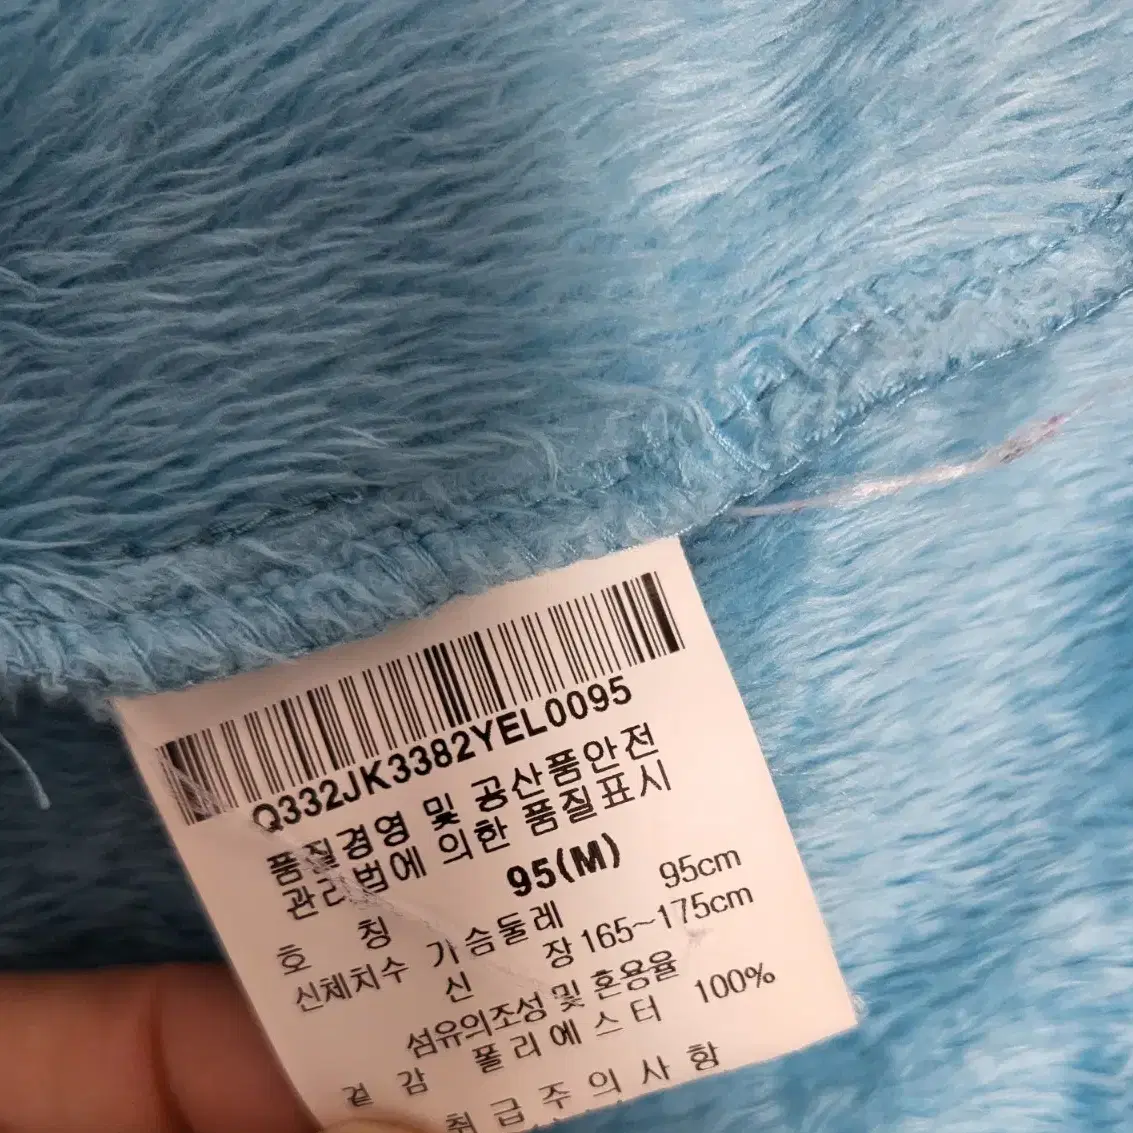 Q332JK3382YEL0095
품질경영 및 공산품안전
관리법에 의한 품질표시
호 칭 95(M)
신체치수 가슴둘레 95cm
신 장 165~175cm
섬유의조성 및 혼용율
겉 감 폴리에스터 100%
취급주의사항